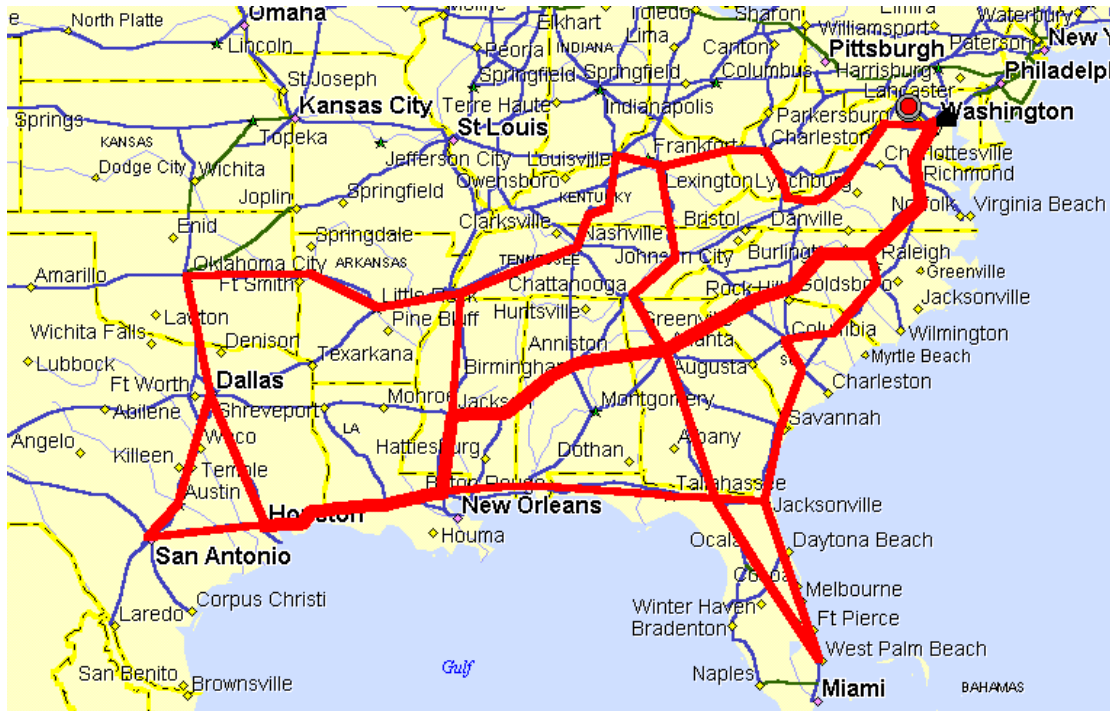 Omaha
North Platte
Lincoln
Moline
Elkhart
Toledo
Sharon
Elmira
Waterbury
Williamsport
Paterson
New Y
Peoria
INDIANA
Lima
Canton
Pittsburgh
Harrisburg
Philadelph
St Joseph
Springfield
Springfield
Columbus
Lancaster
Kansas City
Terre Haute
Indianapolis
Parkersburg
Washington
Springs
Topeka
St Louis
Charleston
KANSAS
Jefferson City
Louisville
Frankfort
Charlottesville
Dodge City
Wichita
Owensboro
Lexington
Lynchburg
Richmond
Joplin
Springfield
KENTUCKY
Norfolk
Virginia Beach
Enid
Clarksville
Bristol
Danville
Springdale
Nashville
Johnson City
Burlington
Raleigh
Amarillo
Oklahoma City
ARKANSAS
TENNESSEE
Greenville
Ft Smith
Little Rock
Chattanooga
Rock Hill
Goldsboro
Jacksonville
Lawton
Pine Bluff
Huntsville
Greenville
Wichita Falls
Columbia
Wilmington
Denison
Texarkana
Anniston
Atlanta
Myrtle Beach
Lubbock
Birmingham
Augusta
Ft Worth
Dallas
Charleston
Abilene
Shreveport
Monroe
Jackson
Montgomery
Savannah
Angelo
Waco
LA
Hattiesburg
Dothan
Albany
Killeen
Temple
Austin
Baton Rouge
Tallahassee
Houston
New Orleans
Jacksonville
San Antonio
Houma
Ocala
Daytona Beach
Cocoa
Melbourne
Laredo
Corpus Christi
Winter Haven
Ft Pierce
Bradenton
San Benito
Gulf
West Palm Beach
Brownsville
Naples
Miami
BAHAMAS